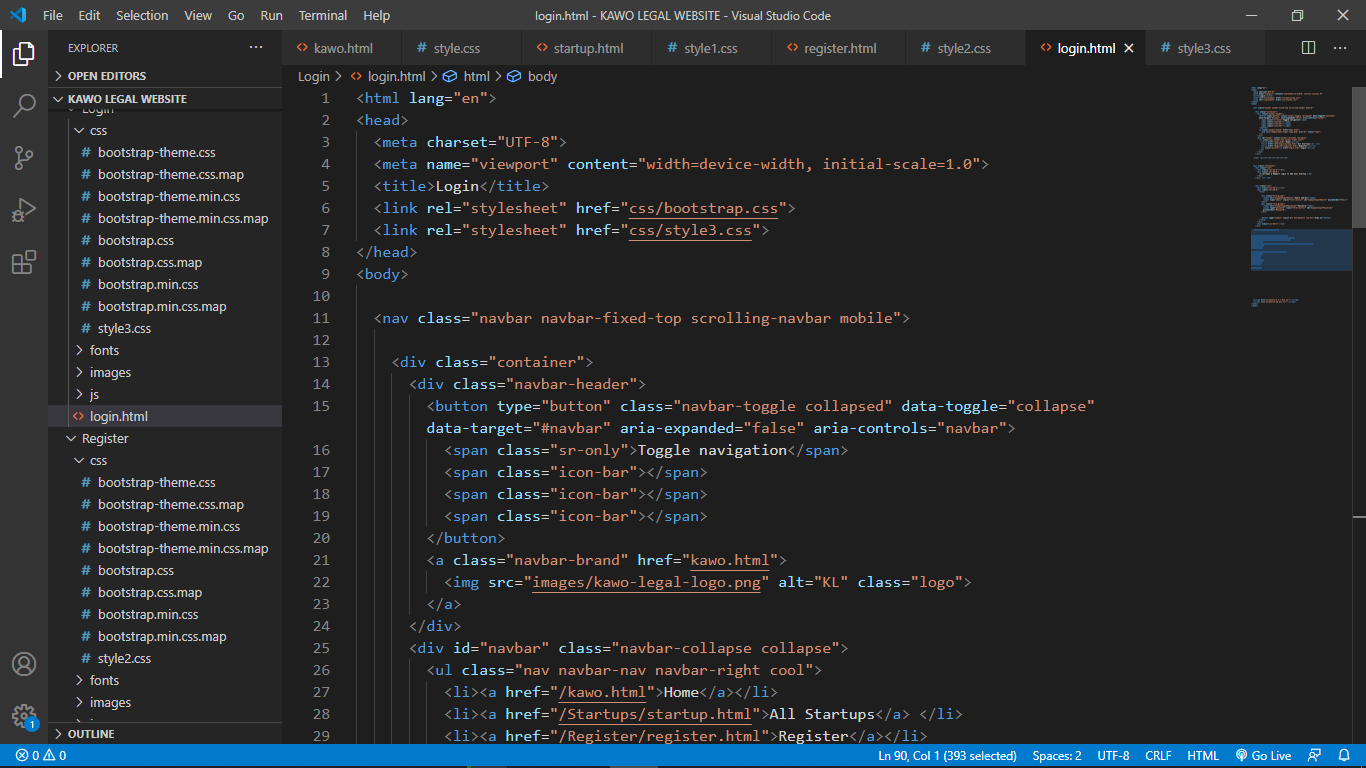 File Edit Selection View Go Run Terminal Help login.html - KAWO LEGAL WEBSITE - Visual Studio Code
EXPLORER ···
OPEN EDITORS
KAWO LEGAL WEBSITE
Login
css
# bootstrap-theme.css
# bootstrap-theme.css.map
# bootstrap-theme.min.css
# bootstrap-theme.min.css.map
# bootstrap.css
# bootstrap.css.map
# bootstrap.min.css
# bootstrap.min.css.map
# style3.css
fonts
images
js
<> login.html
Register
css
# bootstrap-theme.css
# bootstrap-theme.css.map
# bootstrap-theme.min.css
# bootstrap-theme.min.css.map
# bootstrap.css
# bootstrap.css.map
# bootstrap.min.css
# bootstrap.min.css.map
# style2.css
fonts
images
OUTLINE
1
<> kawo.html # style.css <> startup.html # style1.css <> register.html # style2.css <> login.html # style3.css ···
Login > <> login.html > html > body
1 <html lang="en">
2 <head>
3 <meta charset="UTF-8">
4 <meta name="viewport" content="width=device-width, initial-scale=1.0">
5 <title>Login</title>
6 <link rel="stylesheet" href="css/bootstrap.css">
7 <link rel="stylesheet" href="css/style3.css">
8 </head>
9 <body>
10
11 <nav class="navbar navbar-fixed-top scrolling-navbar mobile">
12
13 <div class="container">
14 <div class="navbar-header">
15 <button type="button" class="navbar-toggle collapsed" data-toggle="collapse"
data-target="#navbar" aria-expanded="false" aria-controls="navbar">
16 <span class="sr-only">Toggle navigation</span>
17 <span class="icon-bar"></span>
18 <span class="icon-bar"></span>
19 <span class="icon-bar"></span>
20 </button>
21 <a class="navbar-brand" href="kawo.html">
22 <img src="images/kawo-legal-logo.png" alt="KL" class="logo">
23 </a>
24 </div>
25 <div id="navbar" class="navbar-collapse collapse">
26 <ul class="nav navbar-nav navbar-right cool">
27 <li><a href="/kawo.html">Home</a></li>
28 <li><a href="/Startups/startup.html">All Startups</a> </li>
29 <li><a href="/Register/register.html">Register</a></li>
0 0 Ln 90, Col 1 (393 selected) Spaces: 2 UTF-8 CRLF HTML Go Live